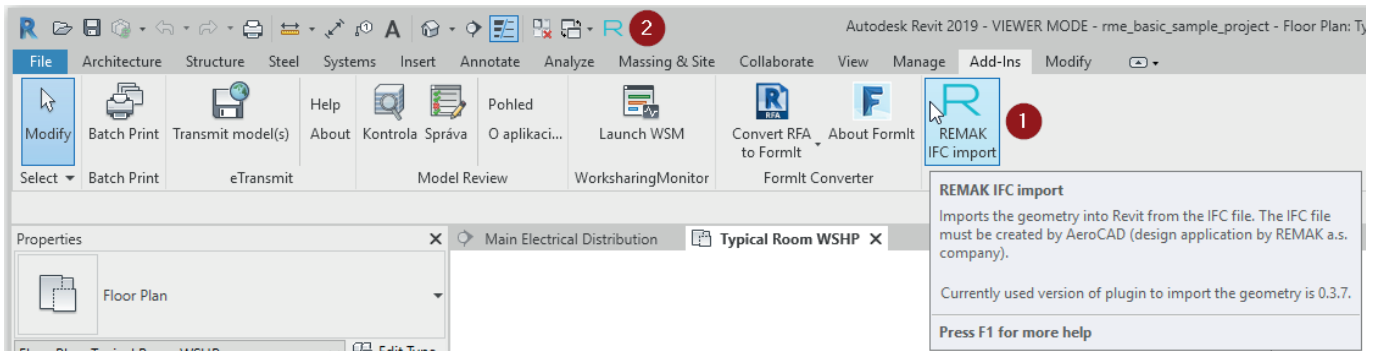 R A R 2 Autodesk Revit 2019 - VIEWER MODE - rme_basic_sample_project - Floor Plan: Ty
File Architecture Structure Steel Systems Insert Annotate Analyze Massing & Site Collaborate View Manage Add-Ins Modify
Modify
Batch Print
Transmit model(s)
Help
About
Kontrola
Správa
Pohled
O aplikaci...
Launch WSM
R
RFA
Convert RFA
to FormIt
F
About FormIt
R
REMAK
IFC import
1
Select Batch Print eTransmit Model Review WorksharingMonitor FormIt Converter
REMAK IFC import
Imports the geometry into Revit from the IFC file. The IFC file
must be created by AeroCAD (design application by REMAK a.s.
company).
Currently used version of plugin to import the geometry is 0.3.7.
Press F1 for more help
Properties X Main Electrical Distribution Typical Room WSHP X
Floor Plan